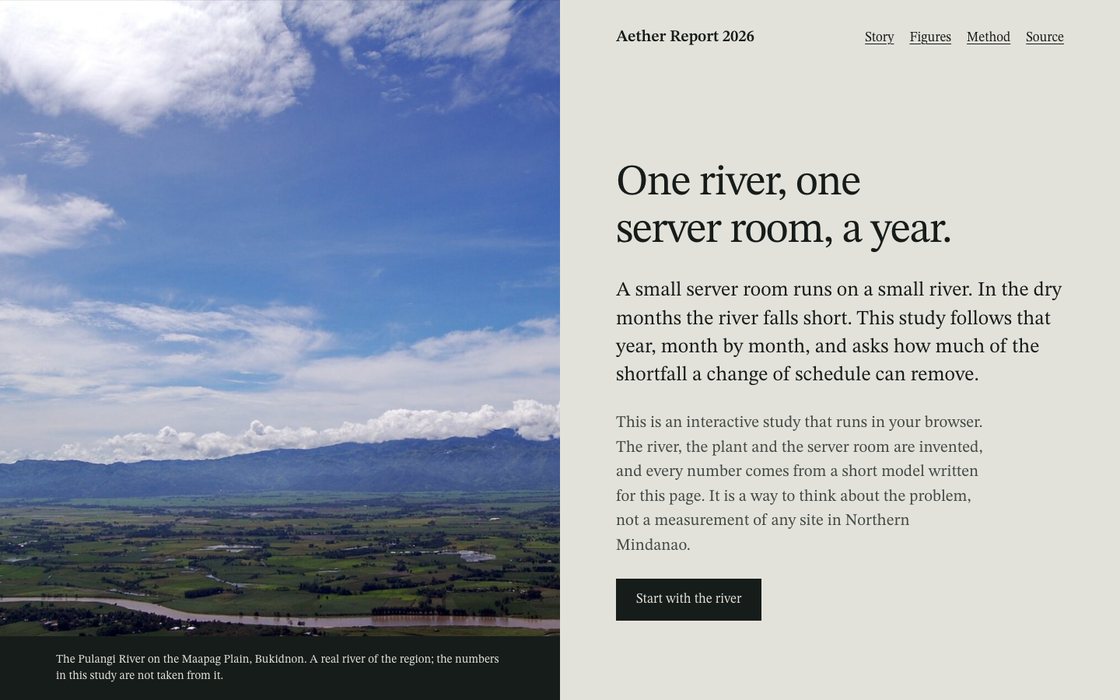 Aether Report 2026
Story Figures Method Source
One river, one
server room, a year.
A small server room runs on a small river. In the dry
months the river falls short. This study follows that
year, month by month, and asks how much of the
shortfall a change of schedule can remove.
This is an interactive study that runs in your browser.
The river, the plant and the server room are invented,
and every number comes from a short model written
for this page. It is a way to think about the problem,
not a measurement of any site in Northern
Mindanao.
Start with the river
The Pulangi River on the Maapag Plain, Bukidnon. A real river of the region; the numbers
in this study are not taken from it.